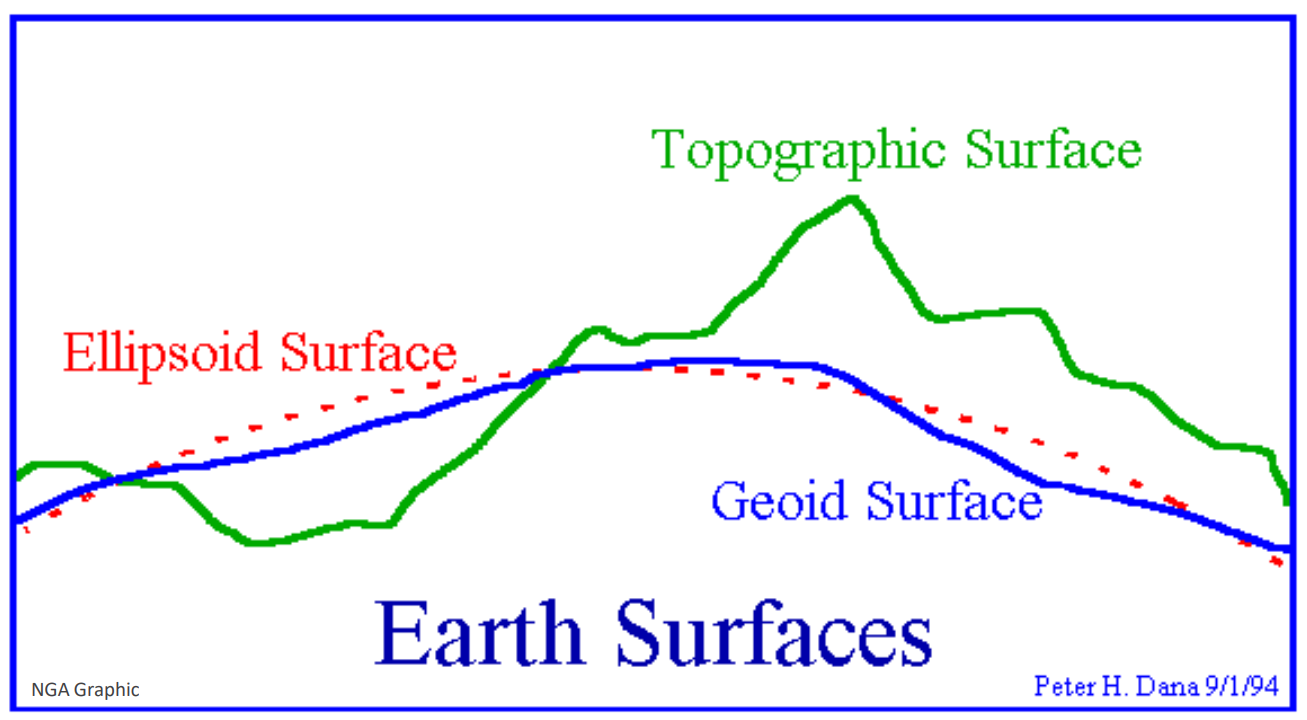 Topographic Surface
Ellipsoid Surface
Geoid Surface
Earth Surfaces
NGA Graphic
Peter H. Dana 9/1/94